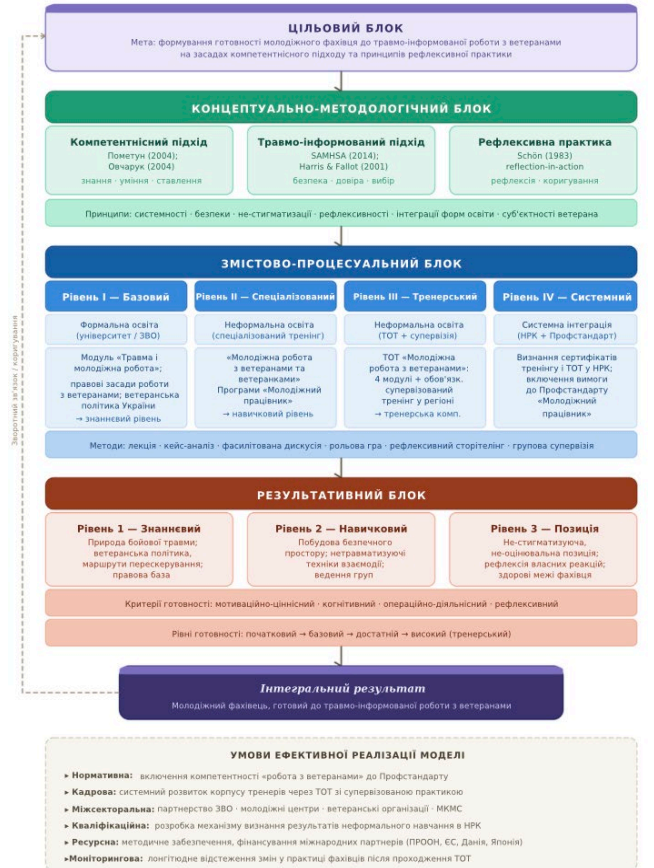 ЦІЛЬОВИЙ БЛОК
Мета: формування готовності молодіжного фахівця до травмо-інформованої роботи з ветеранами
на засадах компетентнісного підходу та принципів рефлексивної практики
КОНЦЕПТУАЛЬНО-МЕТОДОЛОГІЧНИЙ БЛОК
Компетентнісний підхід
Пометун (2004);
Овчарук (2004)
знання · уміння · ставлення
Травмо-інформований підхід
SAMHSA (2014);
Harris & Fallot (2001)
безпека · довіра · вибір
Рефлексивна практика
Schön (1983)
reflection-in-action
рефлексія · коригування
Принципи: системності · безпеки · не-стигматизації · рефлексивності · інтеграції форм освіти · суб'єктності ветерана
ЗМІСТОВО-ПРОЦЕСУАЛЬНИЙ БЛОК
Рівень I — Базовий
Формальна освіта
(університет / ЗВО)
Модуль «Травма і
молодіжна робота»;
правові засади роботи
з ветеранами; ветеранська
політика України
→ знаннєвий рівень
Рівень II — Спеціалізований
Неформальна освіта
(спеціалізований тренінг)
«Молодіжна робота
з ветеранами та
ветеранками»
Програми «Молодіжний
працівник»
→ навичковий рівень
Рівень III — Тренерський
Неформальна освіта
(ТОТ + супервізія)
ТОТ «Молодіжна
робота з ветеранами»:
4 модулі + обов'язк.
супервізований
тренінг у регіоні
→ тренерська комп.
Рівень IV — Системний
Системна інтеграція
(НРК + Профстандарт)
Визнання сертифікатів
тренінгу і ТОТ у НРК;
включення вимоги
до Профстандарту
«Молодіжний
працівник»
Методи: лекція · кейс-аналіз · фасилітована дискусія · рольова гра · рефлексивний сторітелінг · групова супервізія
РЕЗУЛЬТАТИВНИЙ БЛОК
Рівень 1 — Знаннєвий
Природа бойової травми;
ветеранська політика,
маршрути перескерування;
правова база
Рівень 2 — Навичковий
Побудова безпечного
простору; нетравматизуючі
техніки взаємодії;
ведення груп
Рівень 3 — Позиція
Не-стигматизуюча,
не-оцінювальна позиція;
рефлексія власних реакцій;
здорові межі фахівця
Критерії готовності: мотиваційно-ціннісний · когнітивний · операційно-діяльнісний · рефлексивний
Рівні готовності: початковий → базовий → достатній → високий (тренерський)
Інтегральний результат
Молодіжний фахівець, готовий до травмо-інформованої роботи з ветеранами
Зворотний зв'язок / коригування
УМОВИ ЕФЕКТИВНОЇ РЕАЛІЗАЦІЇ МОДЕЛІ
▸ Нормативна: включення компетентності «робота з ветеранами» до Профстандарту
▸ Кадрова: системний розвиток корпусу тренерів через ТОТ зі супервізованою практикою
▸ Міжсекторальна: партнерство ЗВО · молодіжні центри · ветеранські організації · МКМС
▸ Кваліфікаційна: розробка механізму визнання результатів неформального навчання в НРК
▸ Ресурсна: методичне забезпечення, фінансування міжнародних партнерів (ПРООН, ЄС, Данія, Японія)
▸Моніторингова: лонгітюдне відстеження змін у практиці фахівців після проходження ТОТ